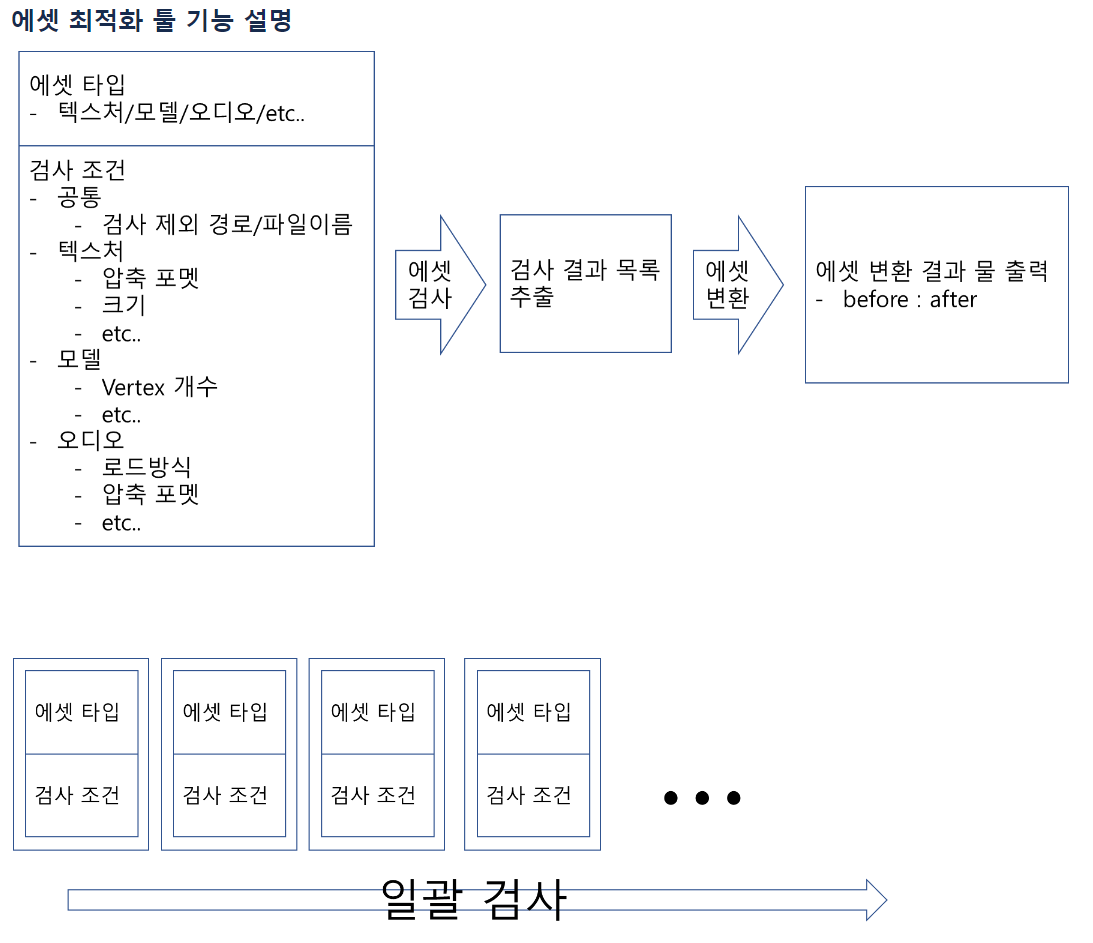 에셋 최적화 툴 기능 설명
에셋 타입
- 텍스처/모델/오디오/etc..
검사 조건
- 공통
- 검사 제외 경로/파일이름
- 텍스처
- 압축 포멧
- 크기
- etc..
- 모델
- Vertex 개수
- etc..
- 오디오
- 로드방식
- 압축 포멧
- etc..
에셋
검사
검사 결과 목록
추출
에셋
변환
에셋 변환 결과 물 출력
- before : after
에셋 타입
검사 조건
에셋 타입
검사 조건
에셋 타입
검사 조건
에셋 타입
검사 조건
● ● ●
일괄 검사